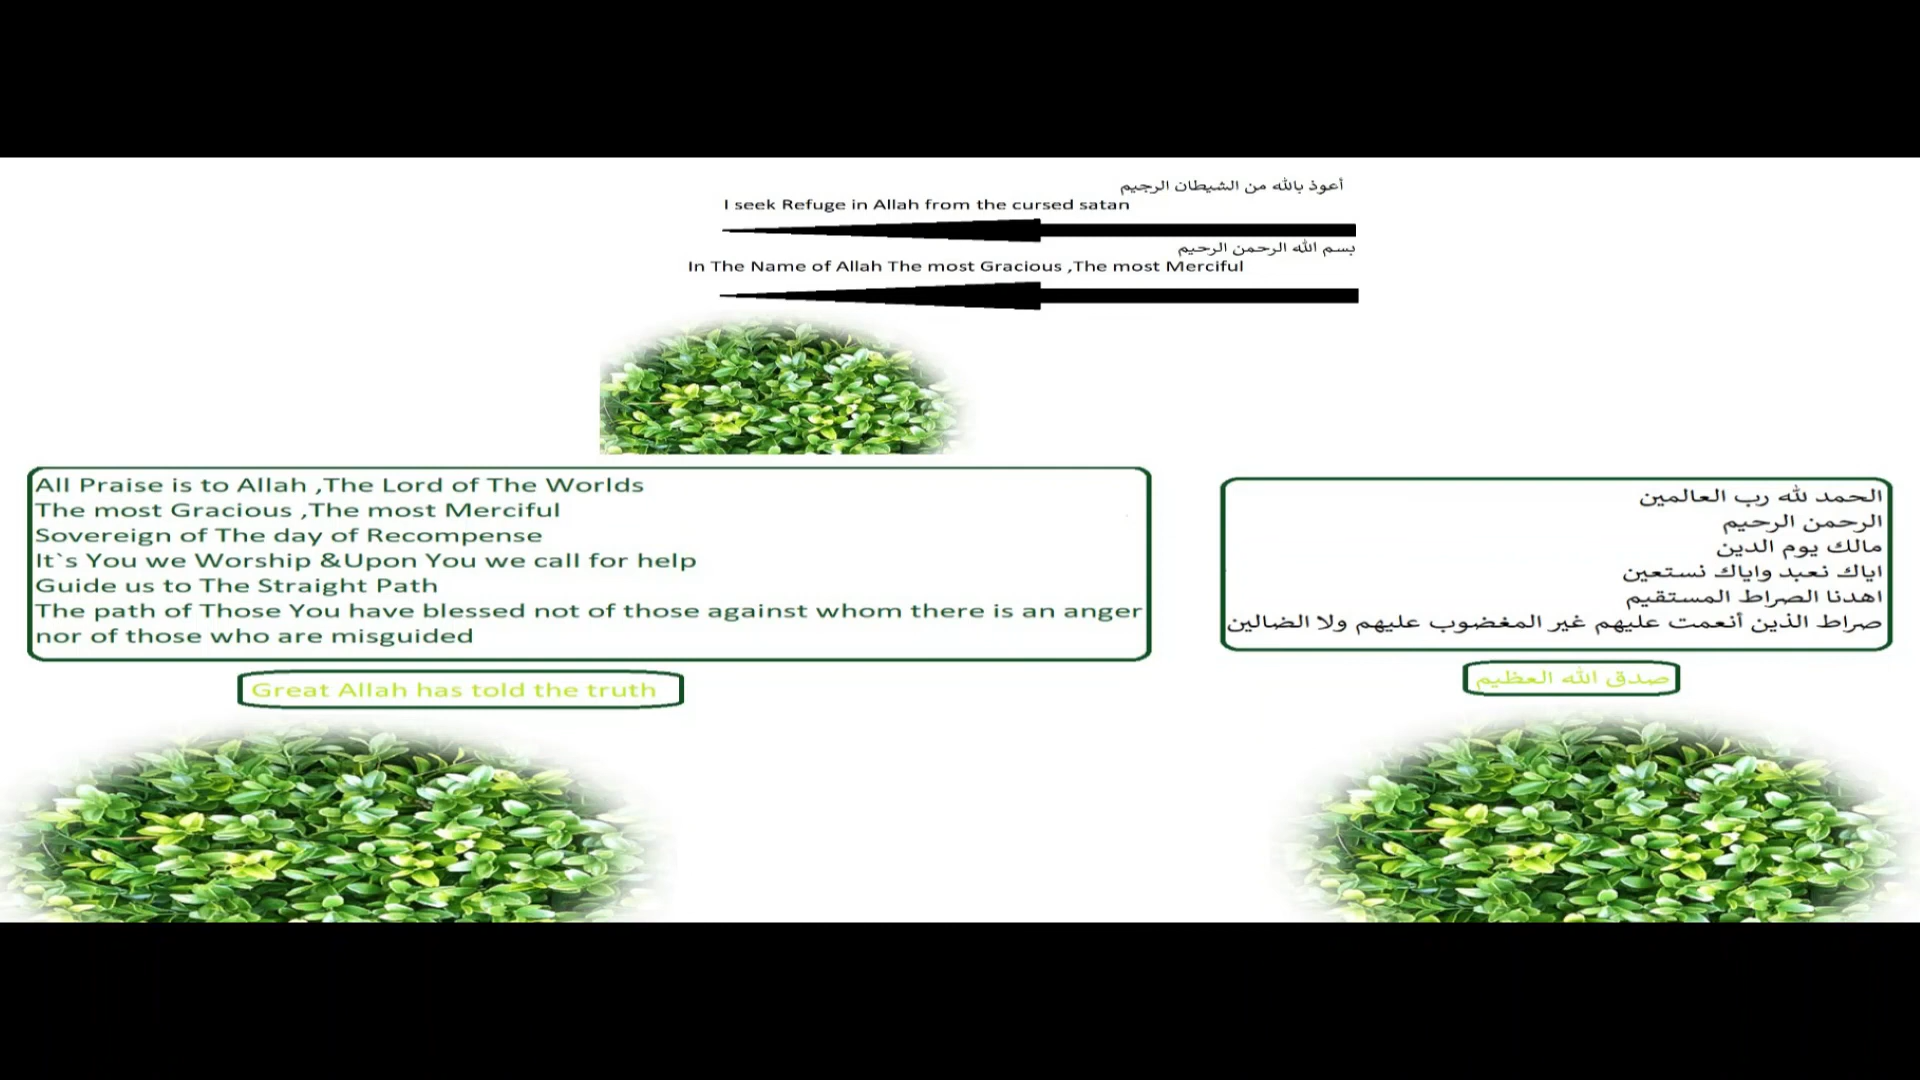 أعوذ بالله من الشيطان الرجيم
I seek Refuge in Allah from the cursed satan
بسم الله الرحمن الرحيم
In The Name of Allah The most Gracious ,The most Merciful
All Praise is to Allah ,The Lord of The Worlds
The most Gracious ,The most Merciful
Sovereign of The day of Recompense
It`s You we Worship &Upon You we call for help
Guide us to The Straight Path
The path of Those You have blessed not of those against whom there is an anger
nor of those who are misguided
Great Allah has told the truth
الحمد لله رب العالمين
الرحمن الرحيم
مالك يوم الدين
اياك نعبد واياك نستعين
اهدنا الصراط المستقيم
صراط الذين أنعمت عليهم غير المغضوب عليهم ولا الضالين
صدق الله العظيم